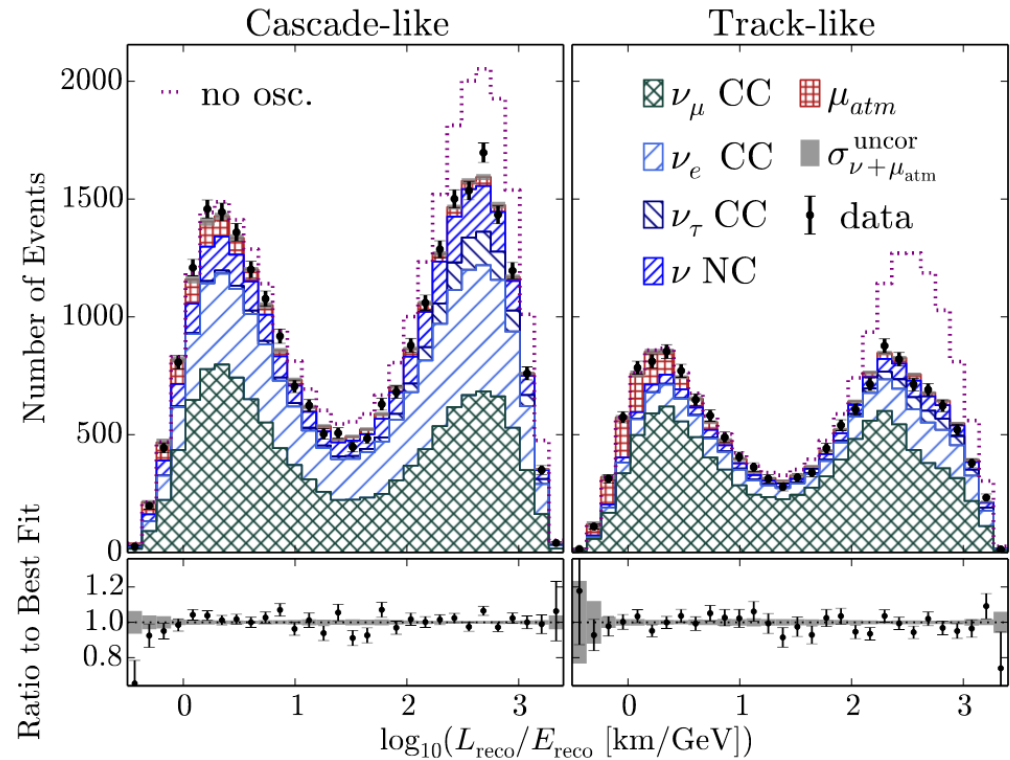 Cascade-like
Track-like
Number of Events
2000
1500
1000
500
0
no osc.
ν_μ CC
ν_e CC
ν_τ CC
ν NC
μ_atm
σ^uncor_ν+μ_atm
data
Ratio to Best Fit
1.2
1.0
0.8
0 1 2 3
0 1 2 3
log₁₀(L_reco/E_reco [km/GeV])